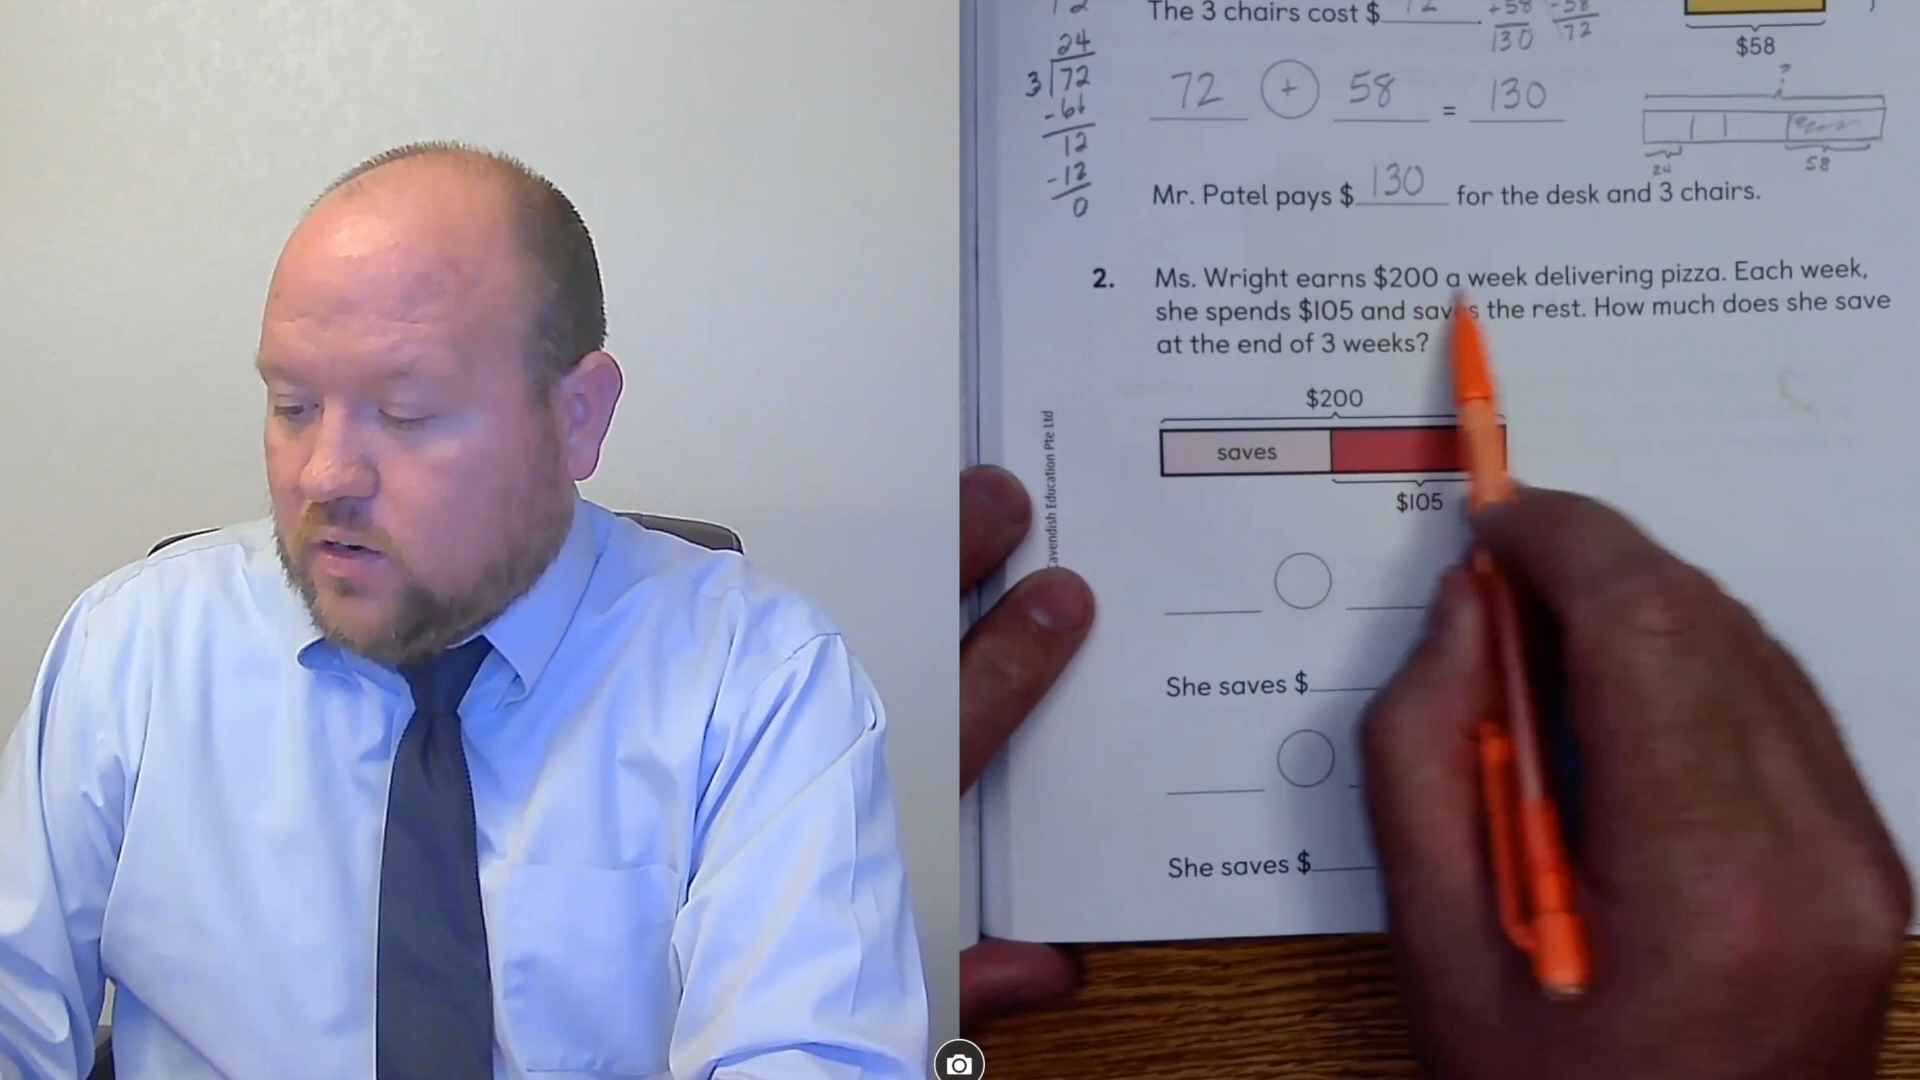 The 3 chairs cost $
+58
130
-58
72
$58
24
3 72
-6
12
-12
0
72 + 58 = 130
?
24
58
Mr. Patel pays $ 130 for the desk and 3 chairs.
2. Ms. Wright earns $200 a week delivering pizza. Each week,
she spends $105 and saves the rest. How much does she save
at the end of 3 weeks?
$200
saves
$105
She saves $
She saves $
Cavendish Education Pte Ltd